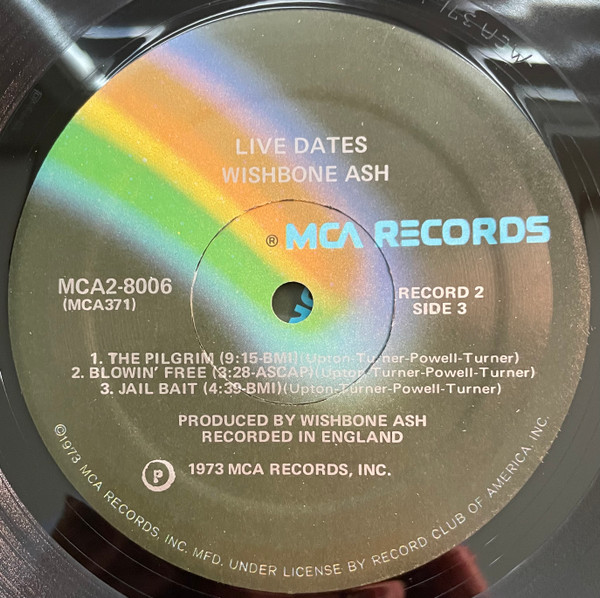 LIVE DATES
WISHBONE ASH
® MCA RECORDS
MCA2-8006
(MCA371)
RECORD 2
SIDE 3
1. THE PILGRIM (9:15-BMI)(Upton-Turner-Powell-Turner)
2. BLOWIN' FREE (3:28-ASCAP)(Upton-Turner-Powell-Turner)
3. JAIL BAIT (4:39-BMI)(Upton-Turner-Powell-Turner)
PRODUCED BY WISHBONE ASH
RECORDED IN ENGLAND
℗ 1973 MCA RECORDS, INC.
©1973 MCA RECORDS, INC. MFD. UNDER LICENSE BY RECORD CLUB OF AMERICA, INC.